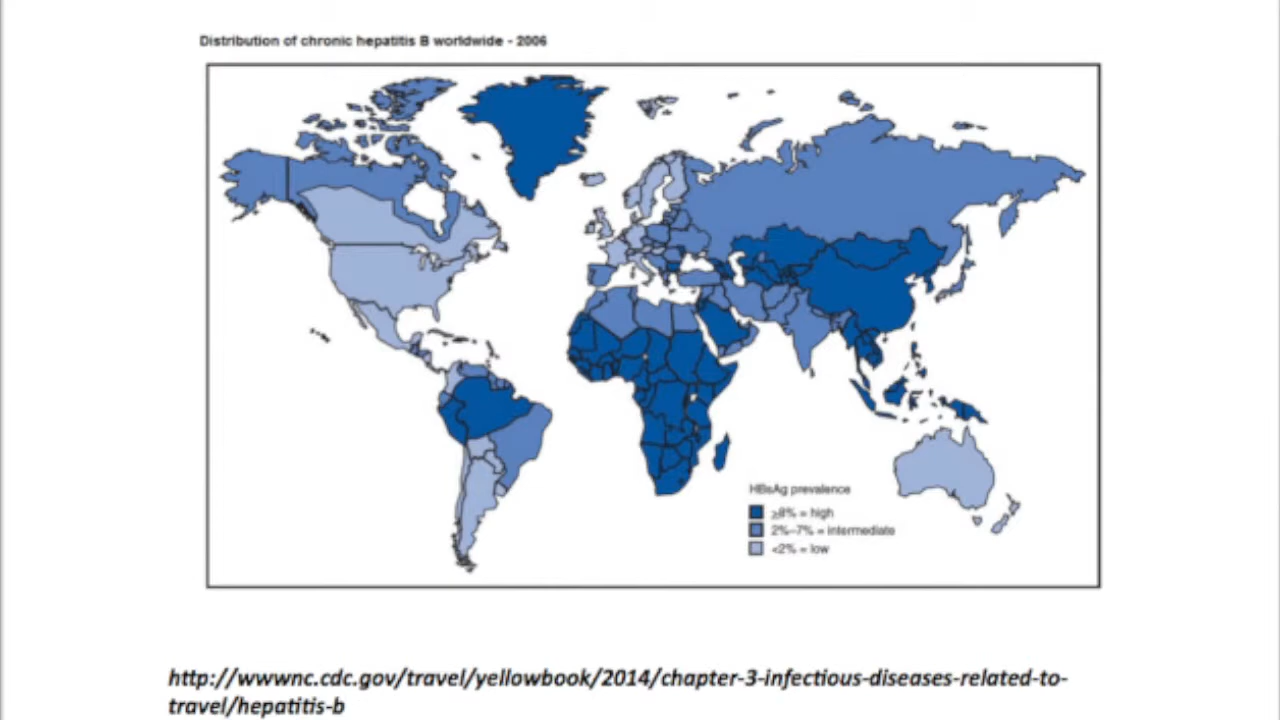 Distribution of chronic hepatitis B worldwide - 2006
HBsAg prevalence
≥8% = high
2%–7% = intermediate
<2% = low
http://wwwnc.cdc.gov/travel/yellowbook/2014/chapter-3-infectious-diseases-related-to-
travel/hepatitis-b